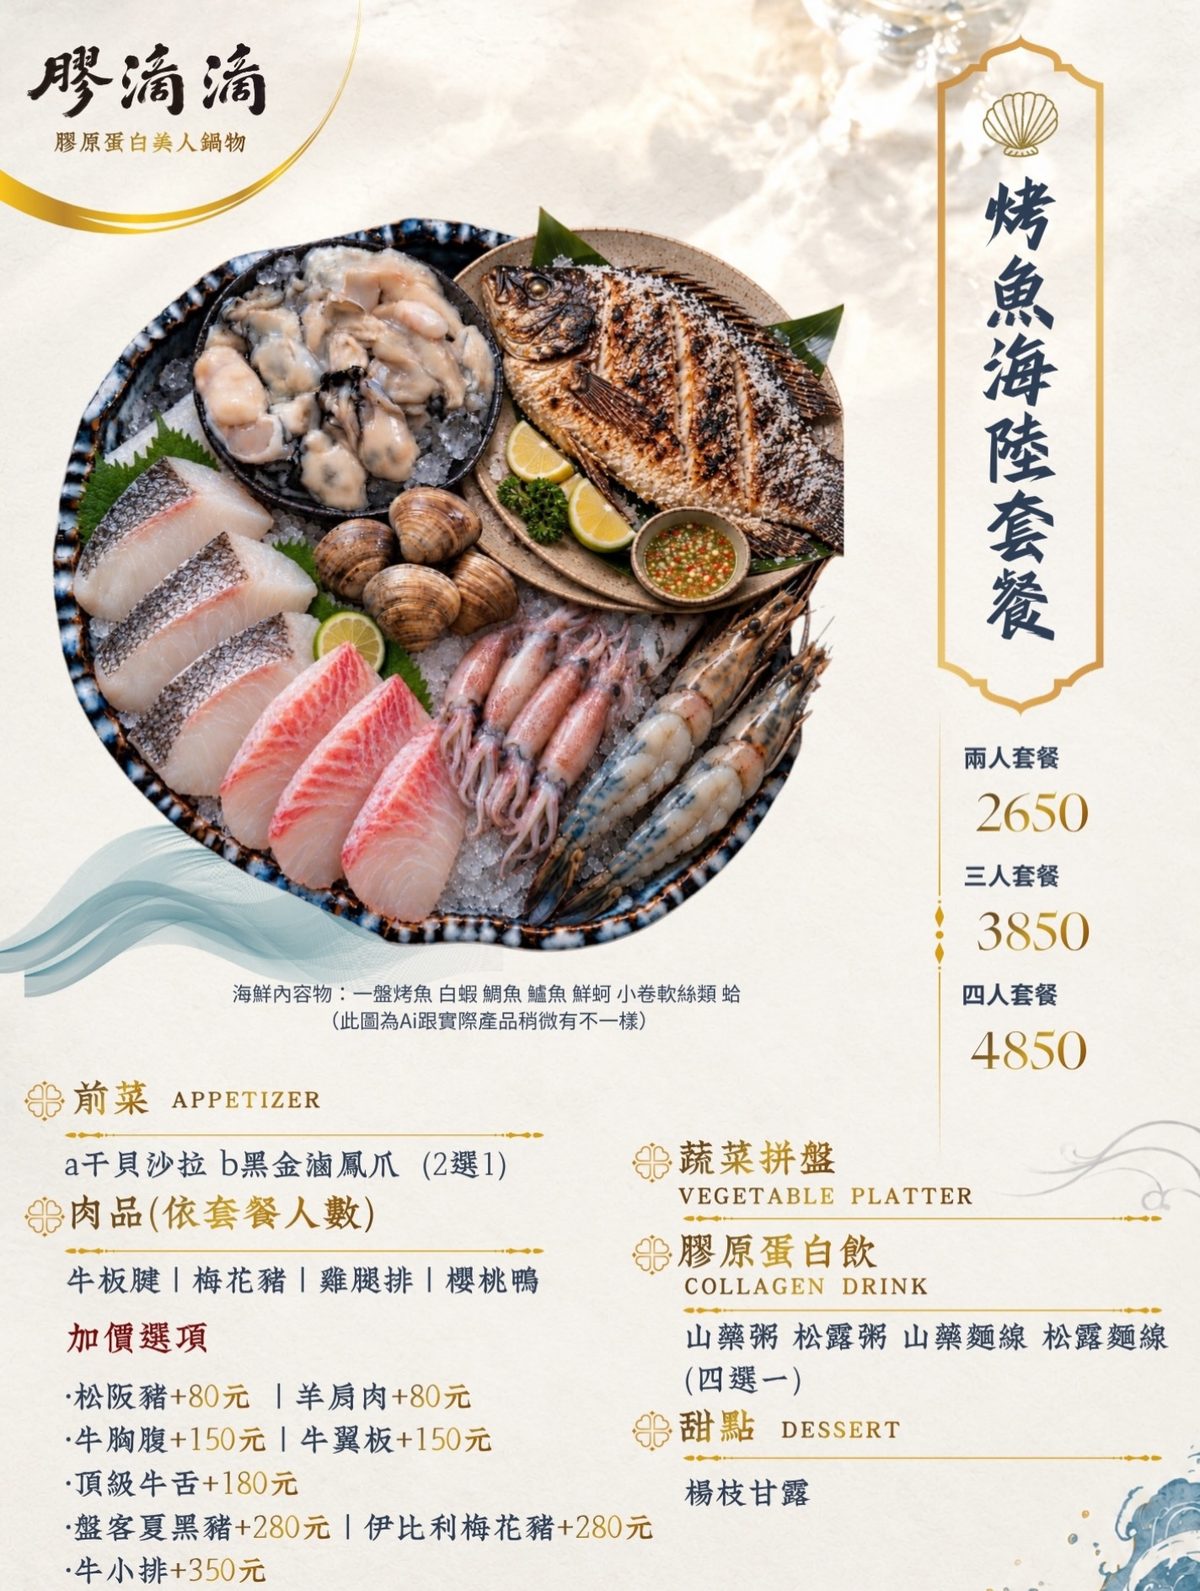 膠滴滴
膠原蛋白美人鍋物
烤魚海陸套餐
兩人套餐
2650
三人套餐
3850
四人套餐
4850
海鮮內容物：一盤烤魚 白蝦 鯛魚 鱸魚 鮮蚵 小卷軟絲類 蛤
（此圖為Ai跟實際產品稍微有不一樣）
前菜 APPETIZER
a干貝沙拉 b黑金滷鳳爪 (2選1)
肉品(依套餐人數)
牛板腱｜梅花豬｜雞腿排｜櫻桃鴨
加價選項
·松阪豬+80元｜羊肩肉+80元
·牛胸腹+150元｜牛翼板+150元
·頂級牛舌+180元
·盤客夏黑豬+280元｜伊比利梅花豬+280元
·牛小排+350元
蔬菜拼盤
VEGETABLE PLATTER
膠原蛋白飲
COLLAGEN DRINK
山藥粥 松露粥 山藥麵線 松露麵線
(四選一)
甜點 DESSERT
楊枝甘露